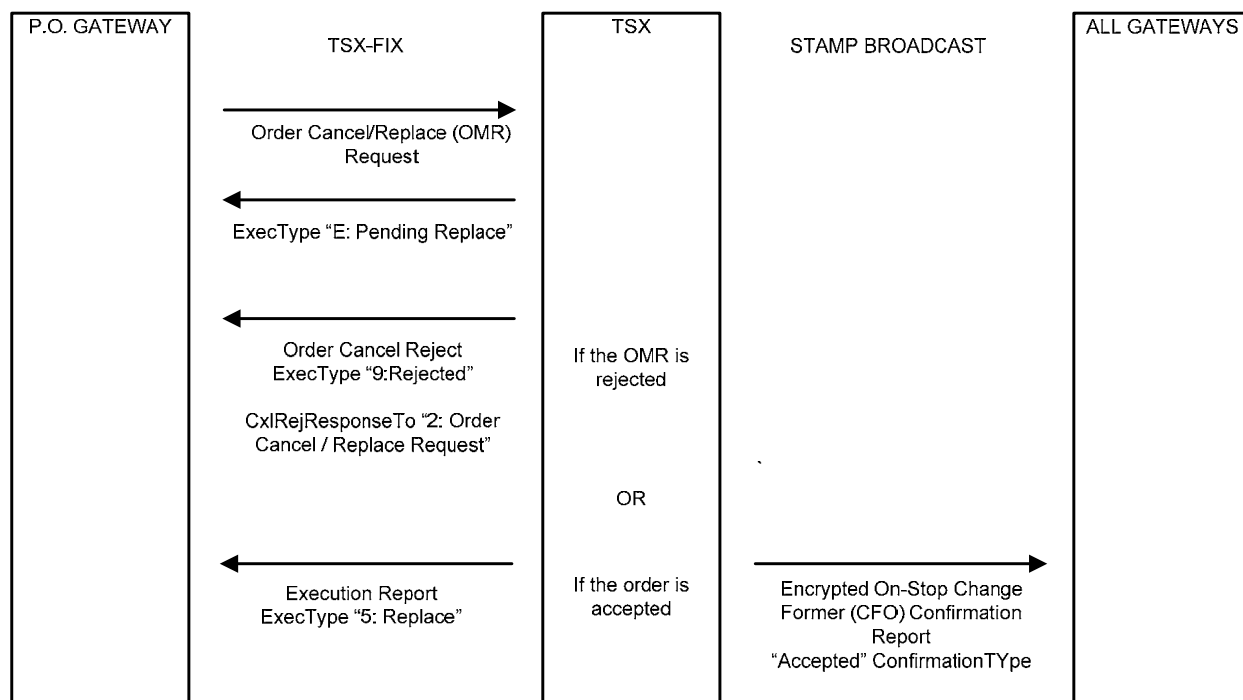 P.O. GATEWAY
TSX-FIX
TSX
STAMP BROADCAST
ALL GATEWAYS
Order Cancel/Replace (OMR)
Request
ExecType “E: Pending Replace”
Order Cancel Reject
ExecType “9:Rejected”
CxlRejResponseTo “2: Order
Cancel / Replace Request”
If the OMR is
rejected
OR
Execution Report
ExecType “5: Replace”
If the order is
accepted
Encrypted On-Stop Change
Former (CFO) Confirmation
Report
“Accepted” ConfirmationTYpe